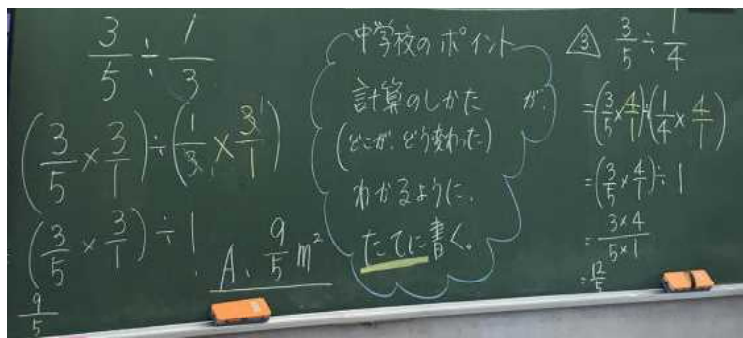 3/5 ÷ 1/3
(3/5 × 3/1) ÷ (1/3 × 3/1)
= (3/5 × 3/1) ÷ 1
9/5
A. 9/5 m²
中学校のポイント
計算のしかたが、
(どこが、どう変わった)
わかるように、
たてに書く。
③ 3/5 ÷ 1/4
= (3/5 × 4/1) ÷ (1/4 × 4/1)
= (3/5 × 4/1) ÷ 1
= 3×4/5×1
= 12/5